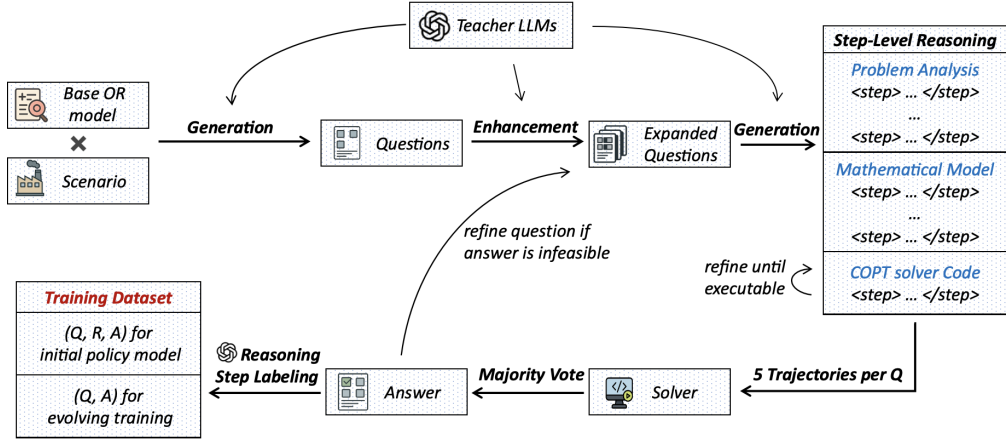 Teacher LLMs
Base OR
model
Scenario
Generation
Questions
Enhancement
Expanded
Questions
Generation
Step-Level Reasoning
Problem Analysis
<step> ... </step>
...
<step> ... </step>
Mathematical Model
<step> ... </step>
...
<step> ... </step>
COPT solver Code
<step> ... </step>
refine until
executable
refine question if
answer is infeasible
5 Trajectories per Q
Solver
Majority Vote
Answer
Reasoning
Step Labeling
Training Dataset
(Q, R, A) for
initial policy model
(Q, A) for
evolving training